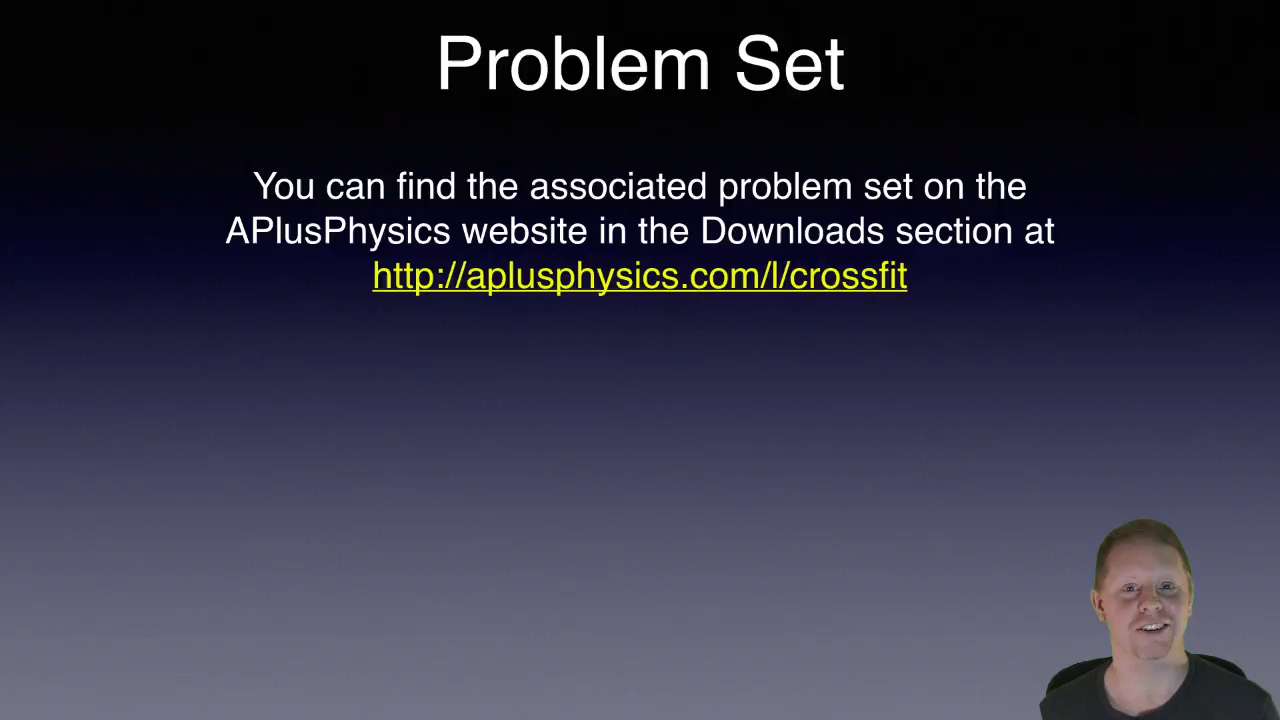 Problem Set
You can find the associated problem set on the
APlusPhysics website in the Downloads section at
http://aplusphysics.com/l/crossfit